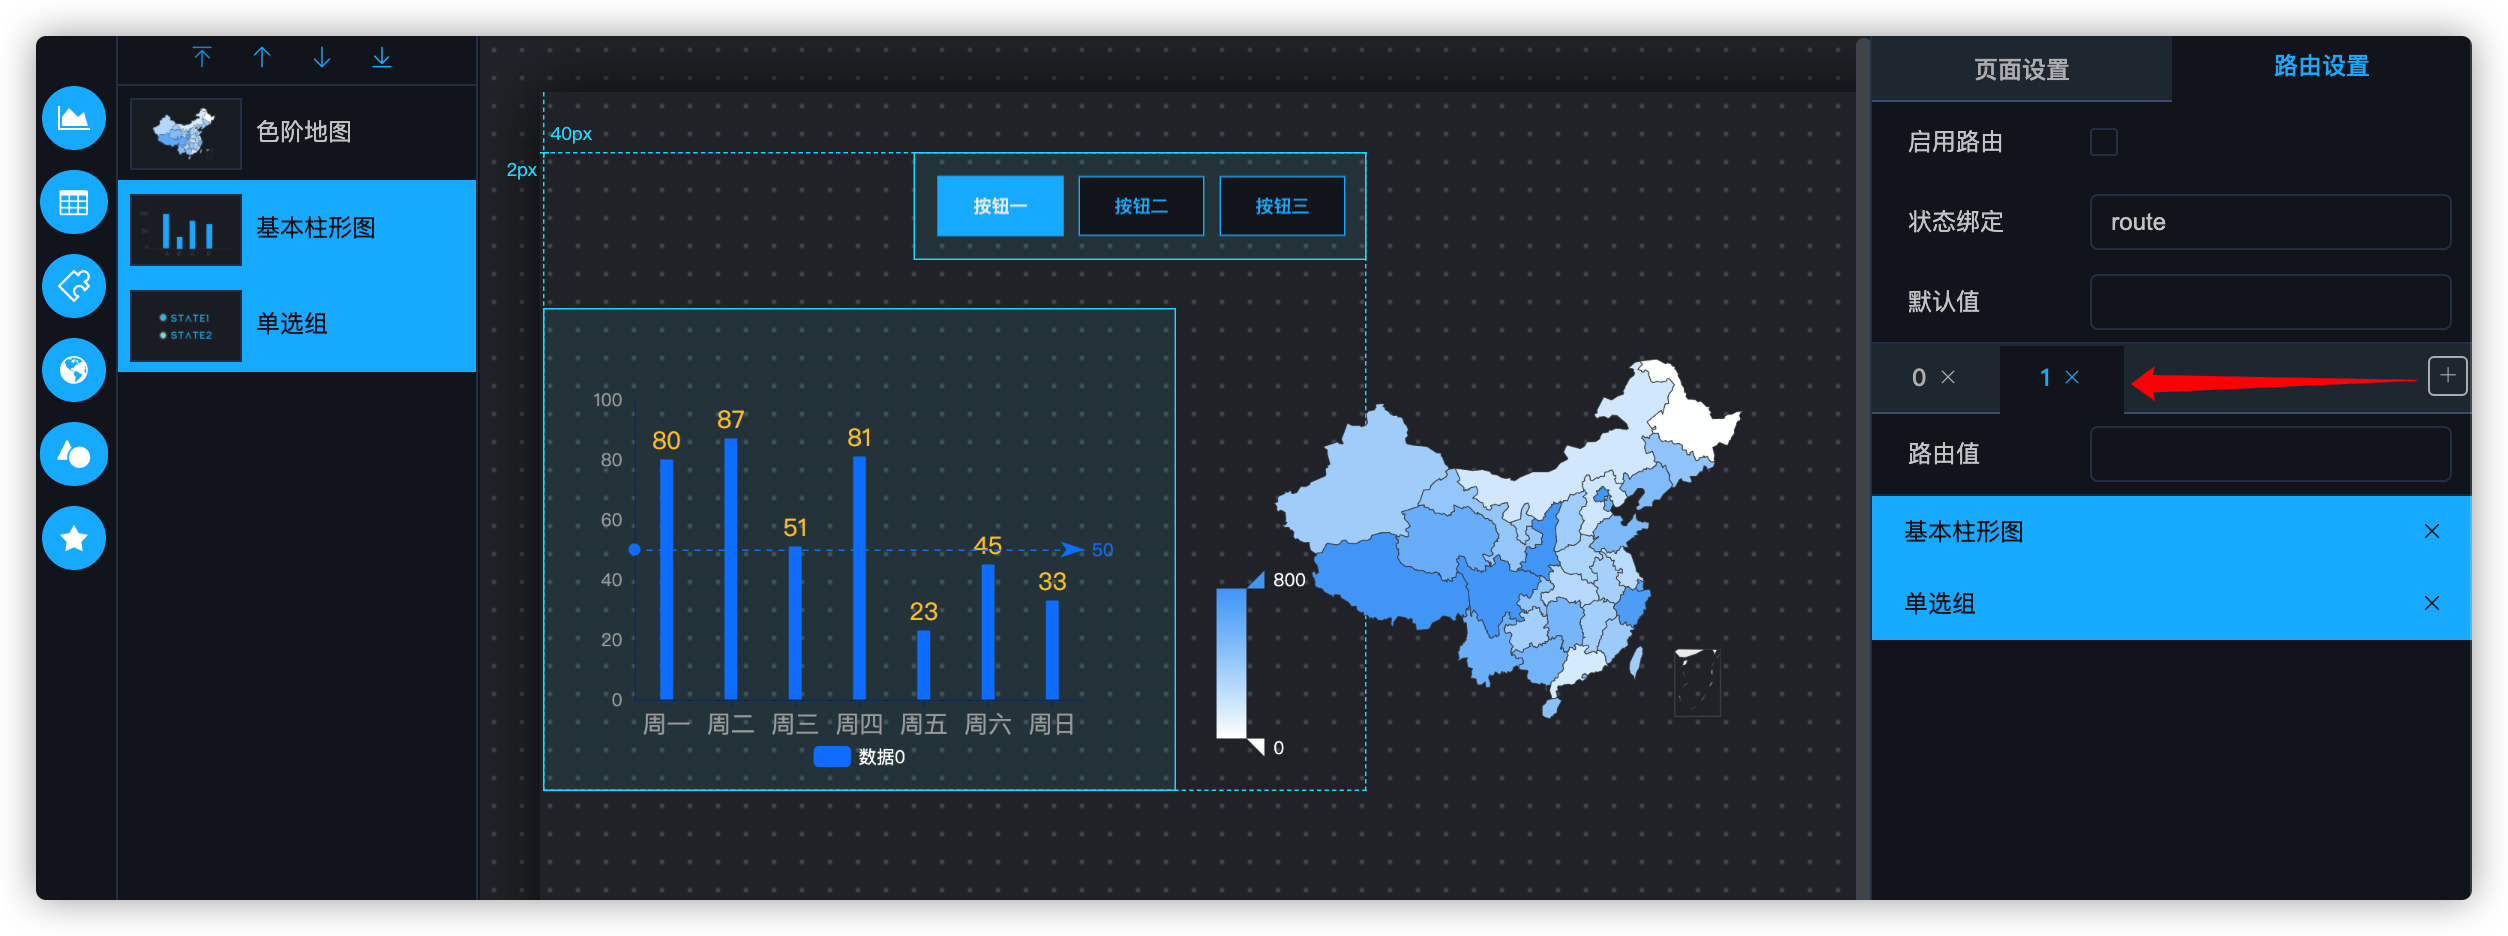 色阶地图
基本柱形图
STATE1
STATE2
单选组
40px
2px
按钮一
按钮二
按钮三
100
80
60
40
20
0
80
87
51
81
23
45
33
50
周一
周二
周三
周四
周五
周六
周日
数据0
800
0
页面设置
路由设置
启用路由
状态绑定
route
默认值
0
1
路由值
基本柱形图
单选组